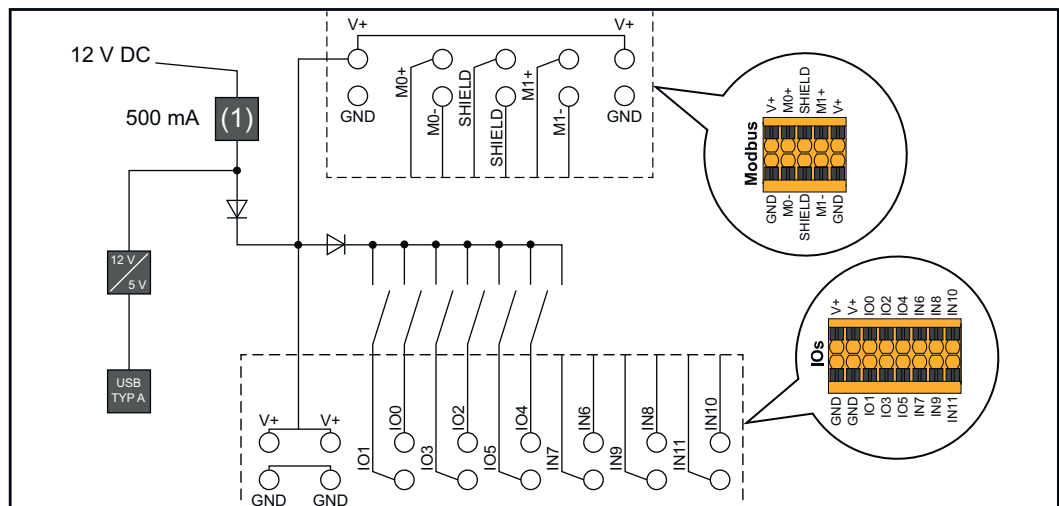 12 V DC
500 mA
(1)
12 V
5 V
USB
TYP A
V+
V+
M0+
SHIELD
M1+
GND
M0-
SHIELD
M1-
GND
V+
M0+
SHIELD
M1+
V+
Modbus
GND
M0-
SHIELD
M1-
GND
V+
V+
IO0
IO2
IO4
IN6
IN8
IN10
IOs
GND
GND
IO1
IO3
IO5
IN7
IN9
IN11
V+
V+
IO0
IO2
IO4
IN6
IN8
IN10
IO1
IO3
IO5
IN7
IN9
IN11
GND
GND